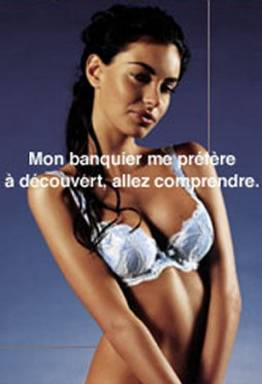 Mon banquier me préfère
à découvert, allez comprendre.